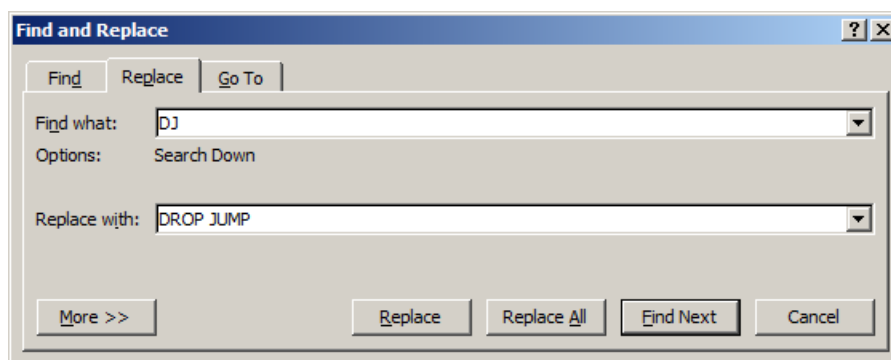 Find and Replace
Find Replace Go To
Find what: DJ
Options: Search Down
Replace with: DROP JUMP
More >> Replace Replace All Find Next Cancel